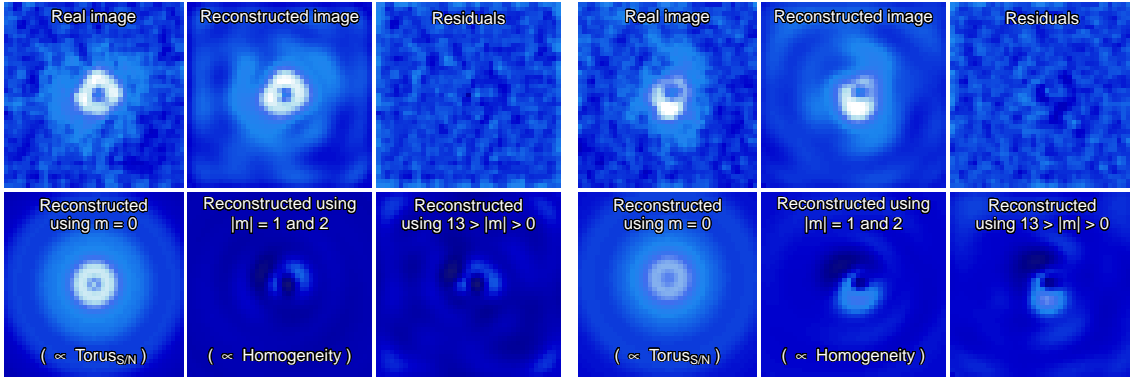 Real image
Reconstructed image
Residuals
Real image
Reconstructed image
Residuals
Reconstructed
using m = 0
( ∝ Torus_S/N )
Reconstructed using
|m| = 1 and 2
( ∝ Homogeneity )
Reconstructed
using 13 > |m| > 0
Reconstructed
using m = 0
( ∝ Torus_S/N )
Reconstructed using
|m| = 1 and 2
( ∝ Homogeneity )
Reconstructed
using 13 > |m| > 0